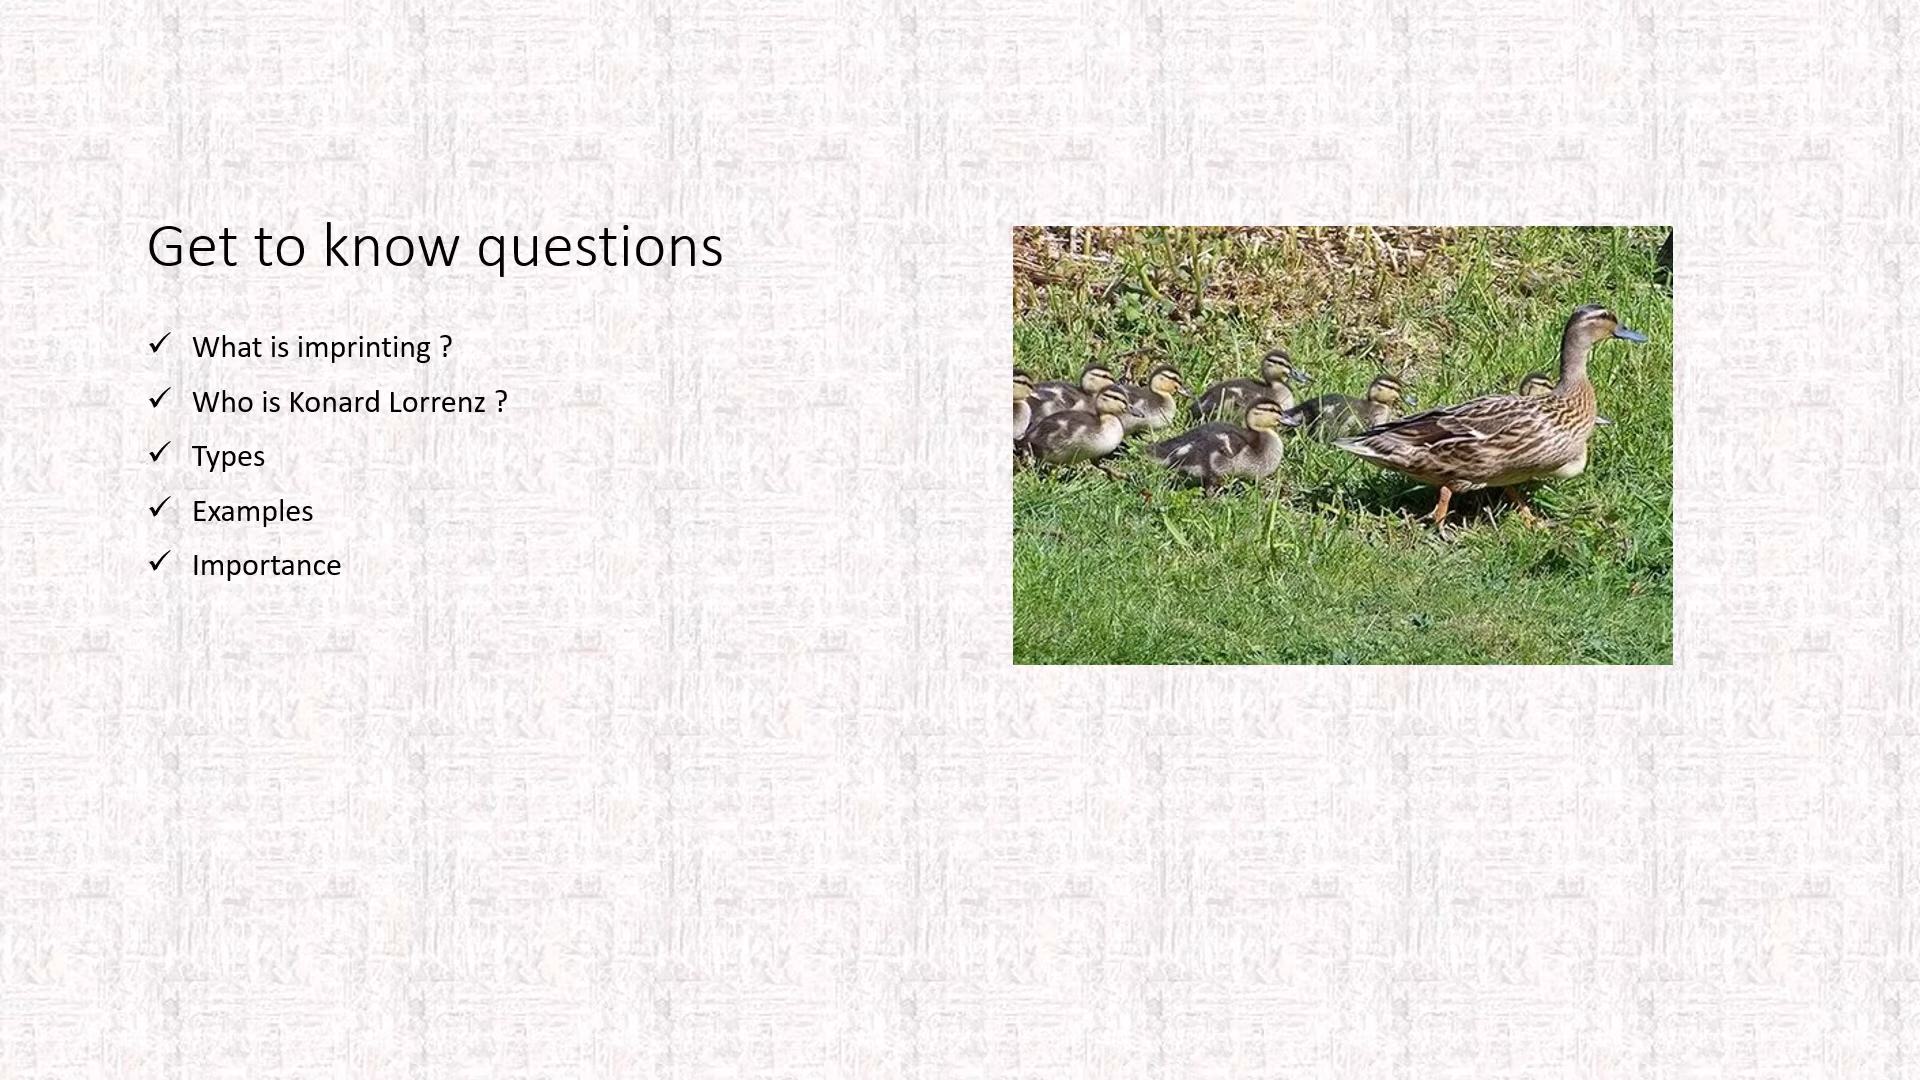 Get to know questions
✓ What is imprinting ?
✓ Who is Konard Lorrenz ?
✓ Types
✓ Examples
✓ Importance